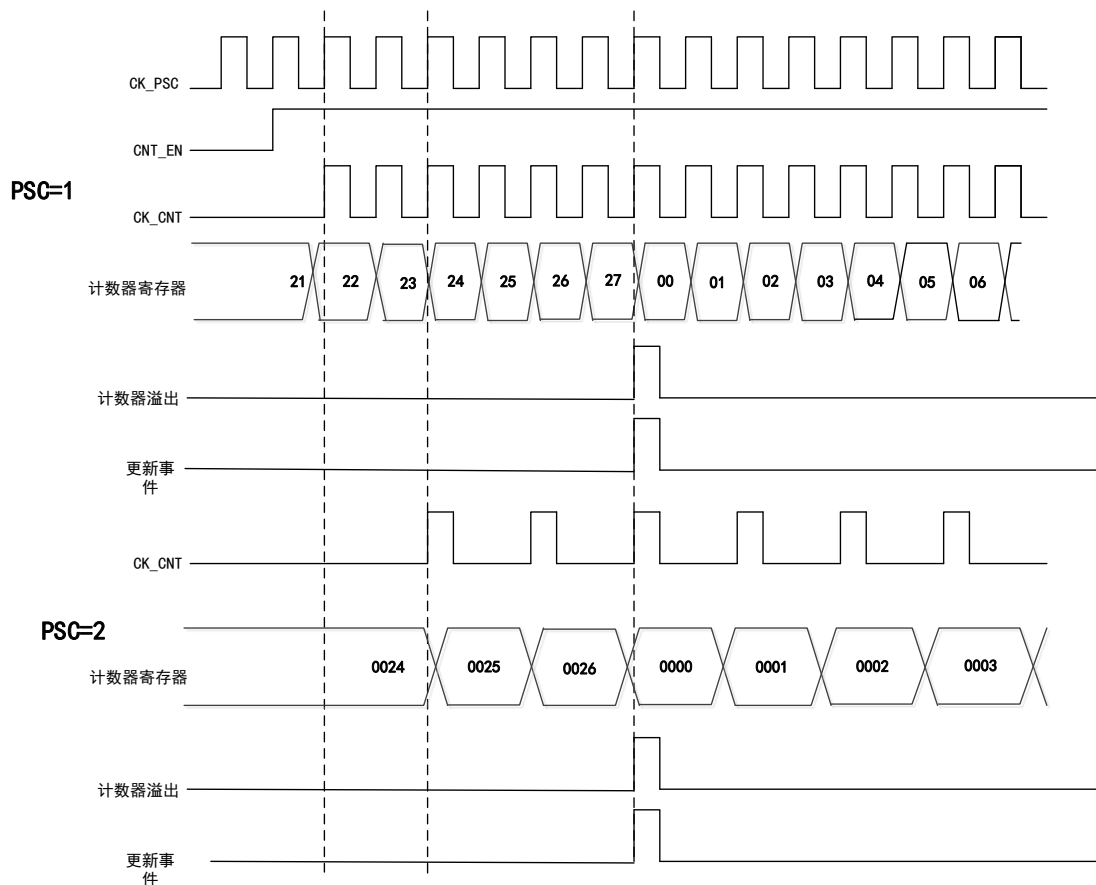 CK_PSC
CNT_EN
PSC=1
CK_CNT
计数器寄存器
21 22 23 24 25 26 27 00 01 02 03 04 05 06
计数器溢出
更新事
件
CK_CNT
PSC=2
计数器寄存器
0024 0025 0026 0000 0001 0002 0003
计数器溢出
更新事
件